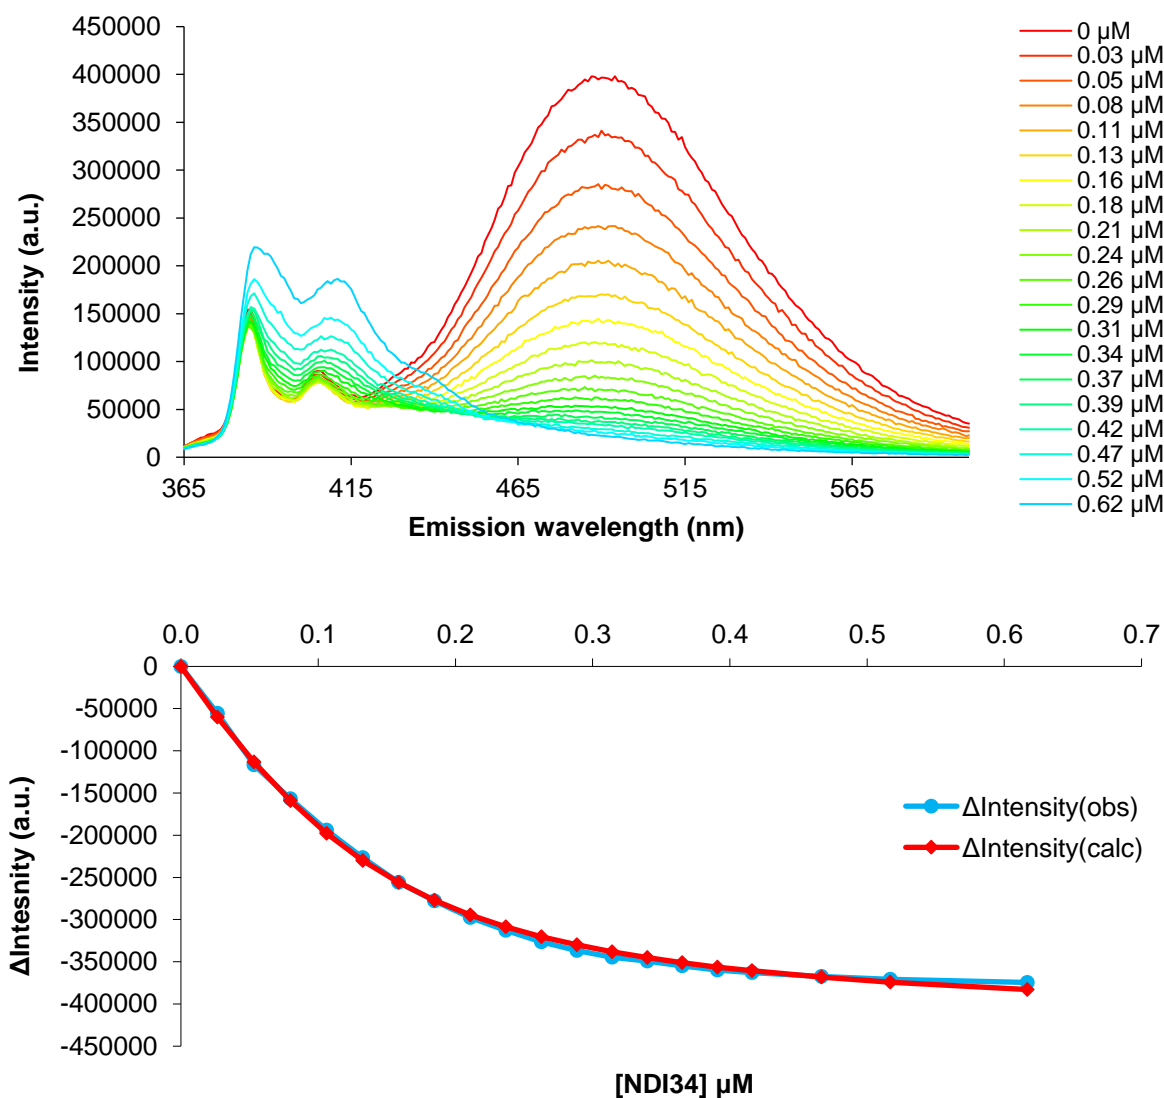 450000
400000
350000
300000
250000
200000
150000
100000
50000
0
Intensity (a.u.)
365
415
465
515
565
Emission wavelength (nm)
0 µM
0.03 µM
0.05 µM
0.08 µM
0.11 µM
0.13 µM
0.16 µM
0.18 µM
0.21 µM
0.24 µM
0.26 µM
0.29 µM
0.31 µM
0.34 µM
0.37 µM
0.39 µM
0.42 µM
0.47 µM
0.52 µM
0.62 µM
0.0
0.1
0.2
0.3
0.4
0.5
0.6
0.7
0
-50000
-100000
-150000
-200000
-250000
-300000
-350000
-400000
-450000
ΔIntesnity (a.u.)
ΔIntensity(obs)
ΔIntensity(calc)
[NDI34] µM